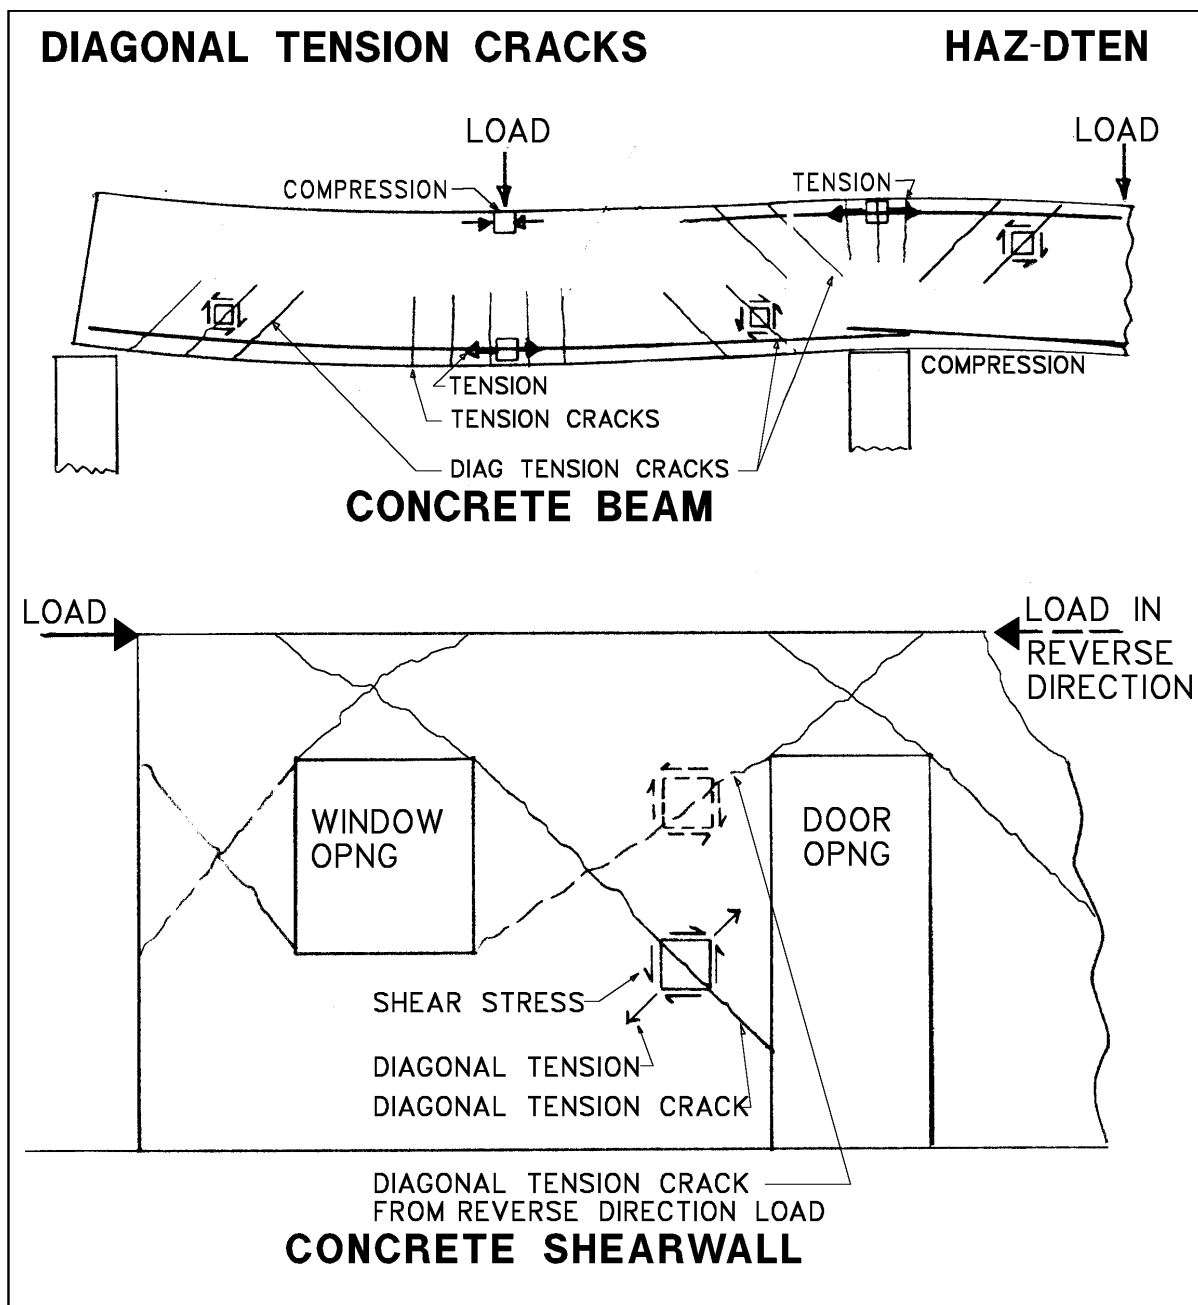 DIAGONAL TENSION CRACKS
HAZ-DTEN
LOAD
LOAD
COMPRESSION
TENSION
COMPRESSION
TENSION
TENSION CRACKS
DIAG TENSION CRACKS
CONCRETE BEAM
LOAD
LOAD IN
REVERSE
DIRECTION
WINDOW
OPNG
DOOR
OPNG
SHEAR STRESS
DIAGONAL TENSION
DIAGONAL TENSION CRACK
DIAGONAL TENSION CRACK
FROM REVERSE DIRECTION LOAD
CONCRETE SHEARWALL